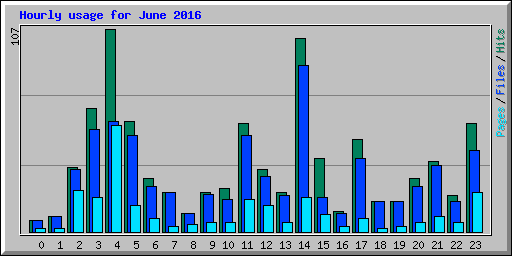 Hourly usage for June 2016
107
Pages / Files / Hits
0 1 2 3 4 5 6 7 8 9 10 11 12 13 14 15 16 17 18 19 20 21 22 23